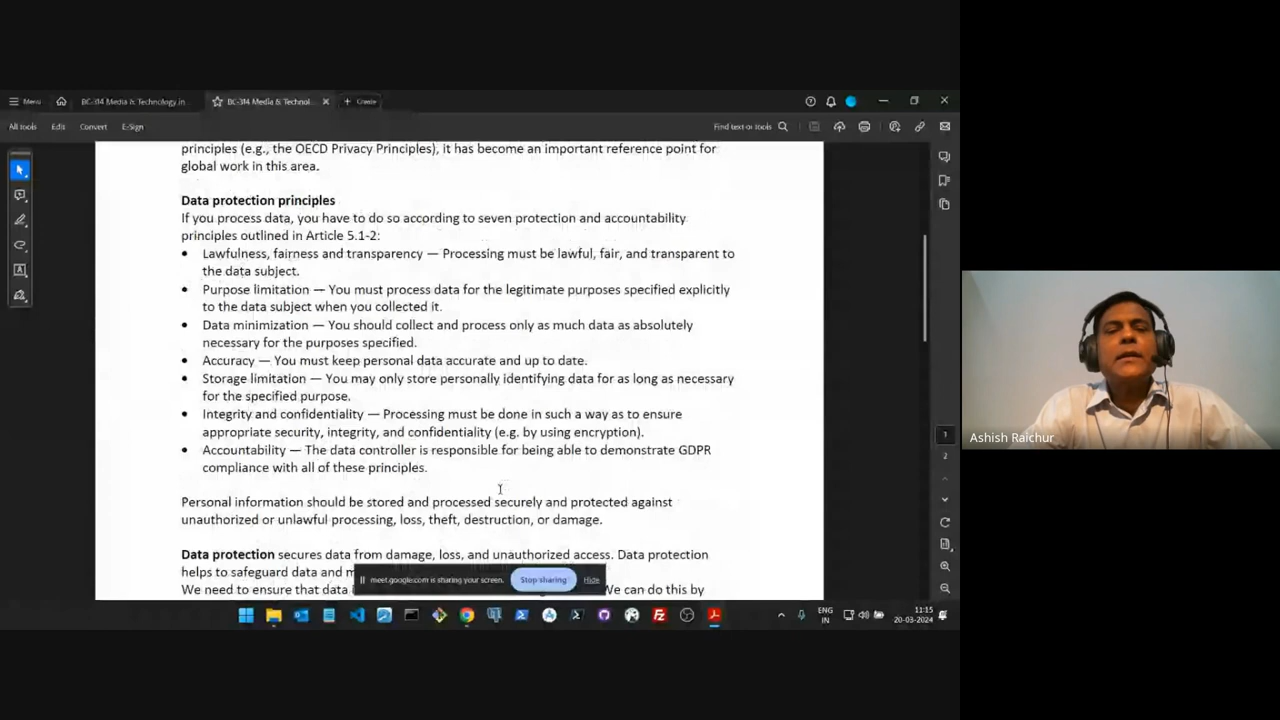 Menu
BC-314 Media & Technology in
BC-314 Media & Technol...
Create
All tools
Edit
Convert
E-Sign
Find text or tools
principles (e.g., the OECD Privacy Principles), it has become an important reference point for
global work in this area.
Data protection principles
If you process data, you have to do so according to seven protection and accountability
principles outlined in Article 5.1-2:
• Lawfulness, fairness and transparency — Processing must be lawful, fair, and transparent to
the data subject.
• Purpose limitation — You must process data for the legitimate purposes specified explicitly
to the data subject when you collected it.
• Data minimization — You should collect and process only as much data as absolutely
necessary for the purposes specified.
• Accuracy — You must keep personal data accurate and up to date.
• Storage limitation — You may only store personally identifying data for as long as necessary
for the specified purpose.
• Integrity and confidentiality — Processing must be done in such a way as to ensure
appropriate security, integrity, and confidentiality (e.g. by using encryption).
• Accountability — The data controller is responsible for being able to demonstrate GDPR
compliance with all of these principles.
Personal information should be stored and processed securely and protected against
unauthorized or unlawful processing, loss, theft, destruction, or damage.
Data protection secures data from damage, loss, and unauthorized access. Data protection
helps to safeguard data and m
We need to ensure that data
We can do this by
meet.google.com is sharing your screen.
Stop sharing
Hide
1
2
ENG
IN
11:15
20-03-2024
Ashish Raichur